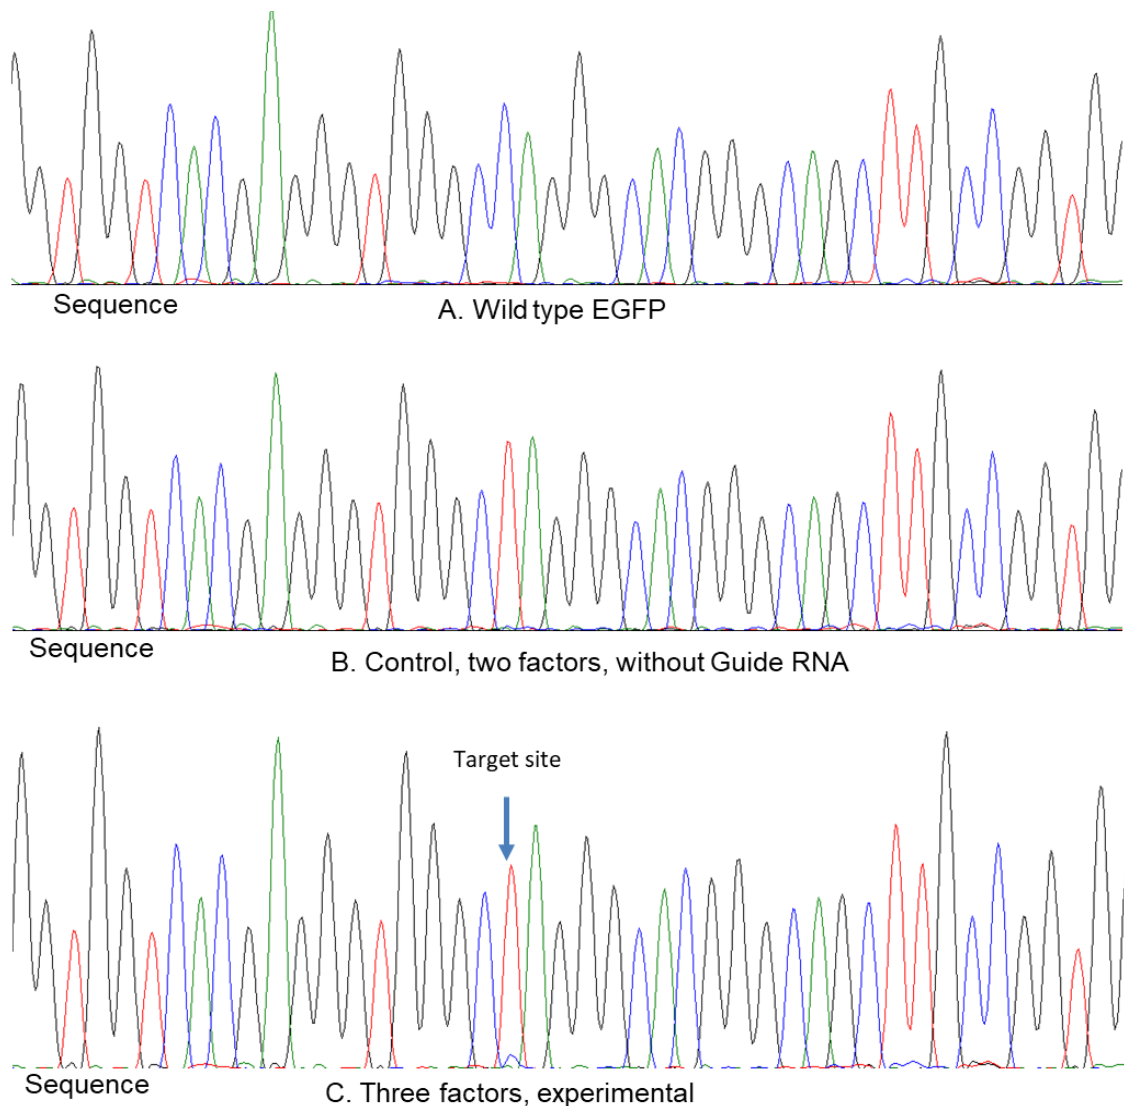 Sequence
A. Wild type EGFP
Sequence
B. Control, two factors, without Guide RNA
Target site
Sequence
C. Three factors, experimental